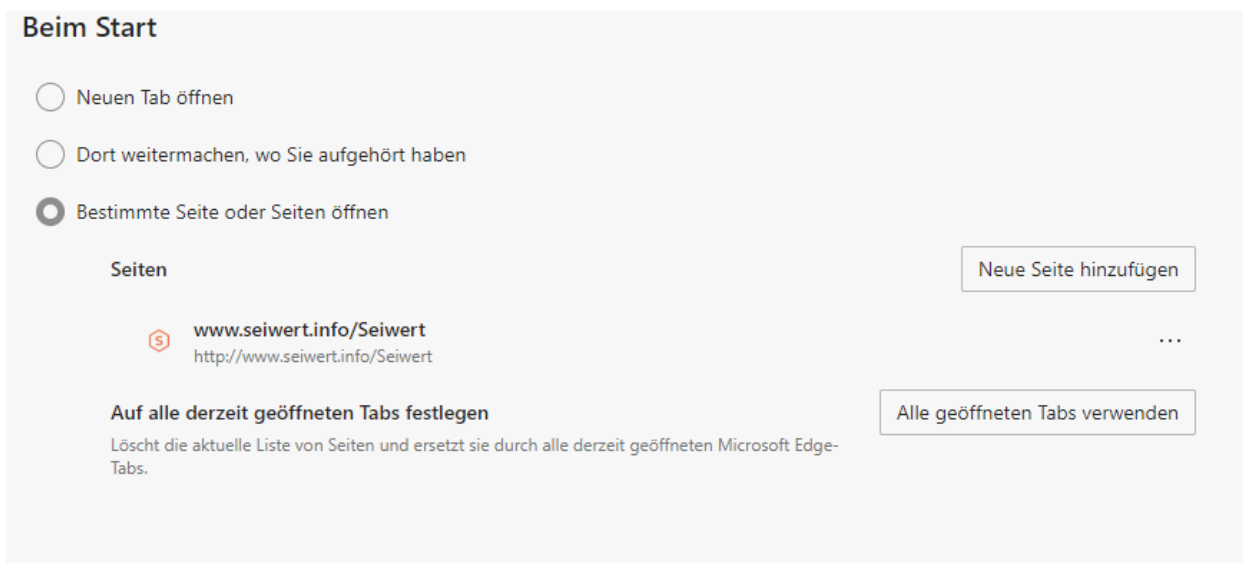 Beim Start
Neuen Tab öffnen
Dort weitermachen, wo Sie aufgehört haben
Bestimmte Seite oder Seiten öffnen
Seiten
Neue Seite hinzufügen
S
www.seiwert.info/Seiwert
http://www.seiwert.info/Seiwert
Auf alle derzeit geöffneten Tabs festlegen
Alle geöffneten Tabs verwenden
Löscht die aktuelle Liste von Seiten und ersetzt sie durch alle derzeit geöffneten Microsoft Edge-
Tabs.